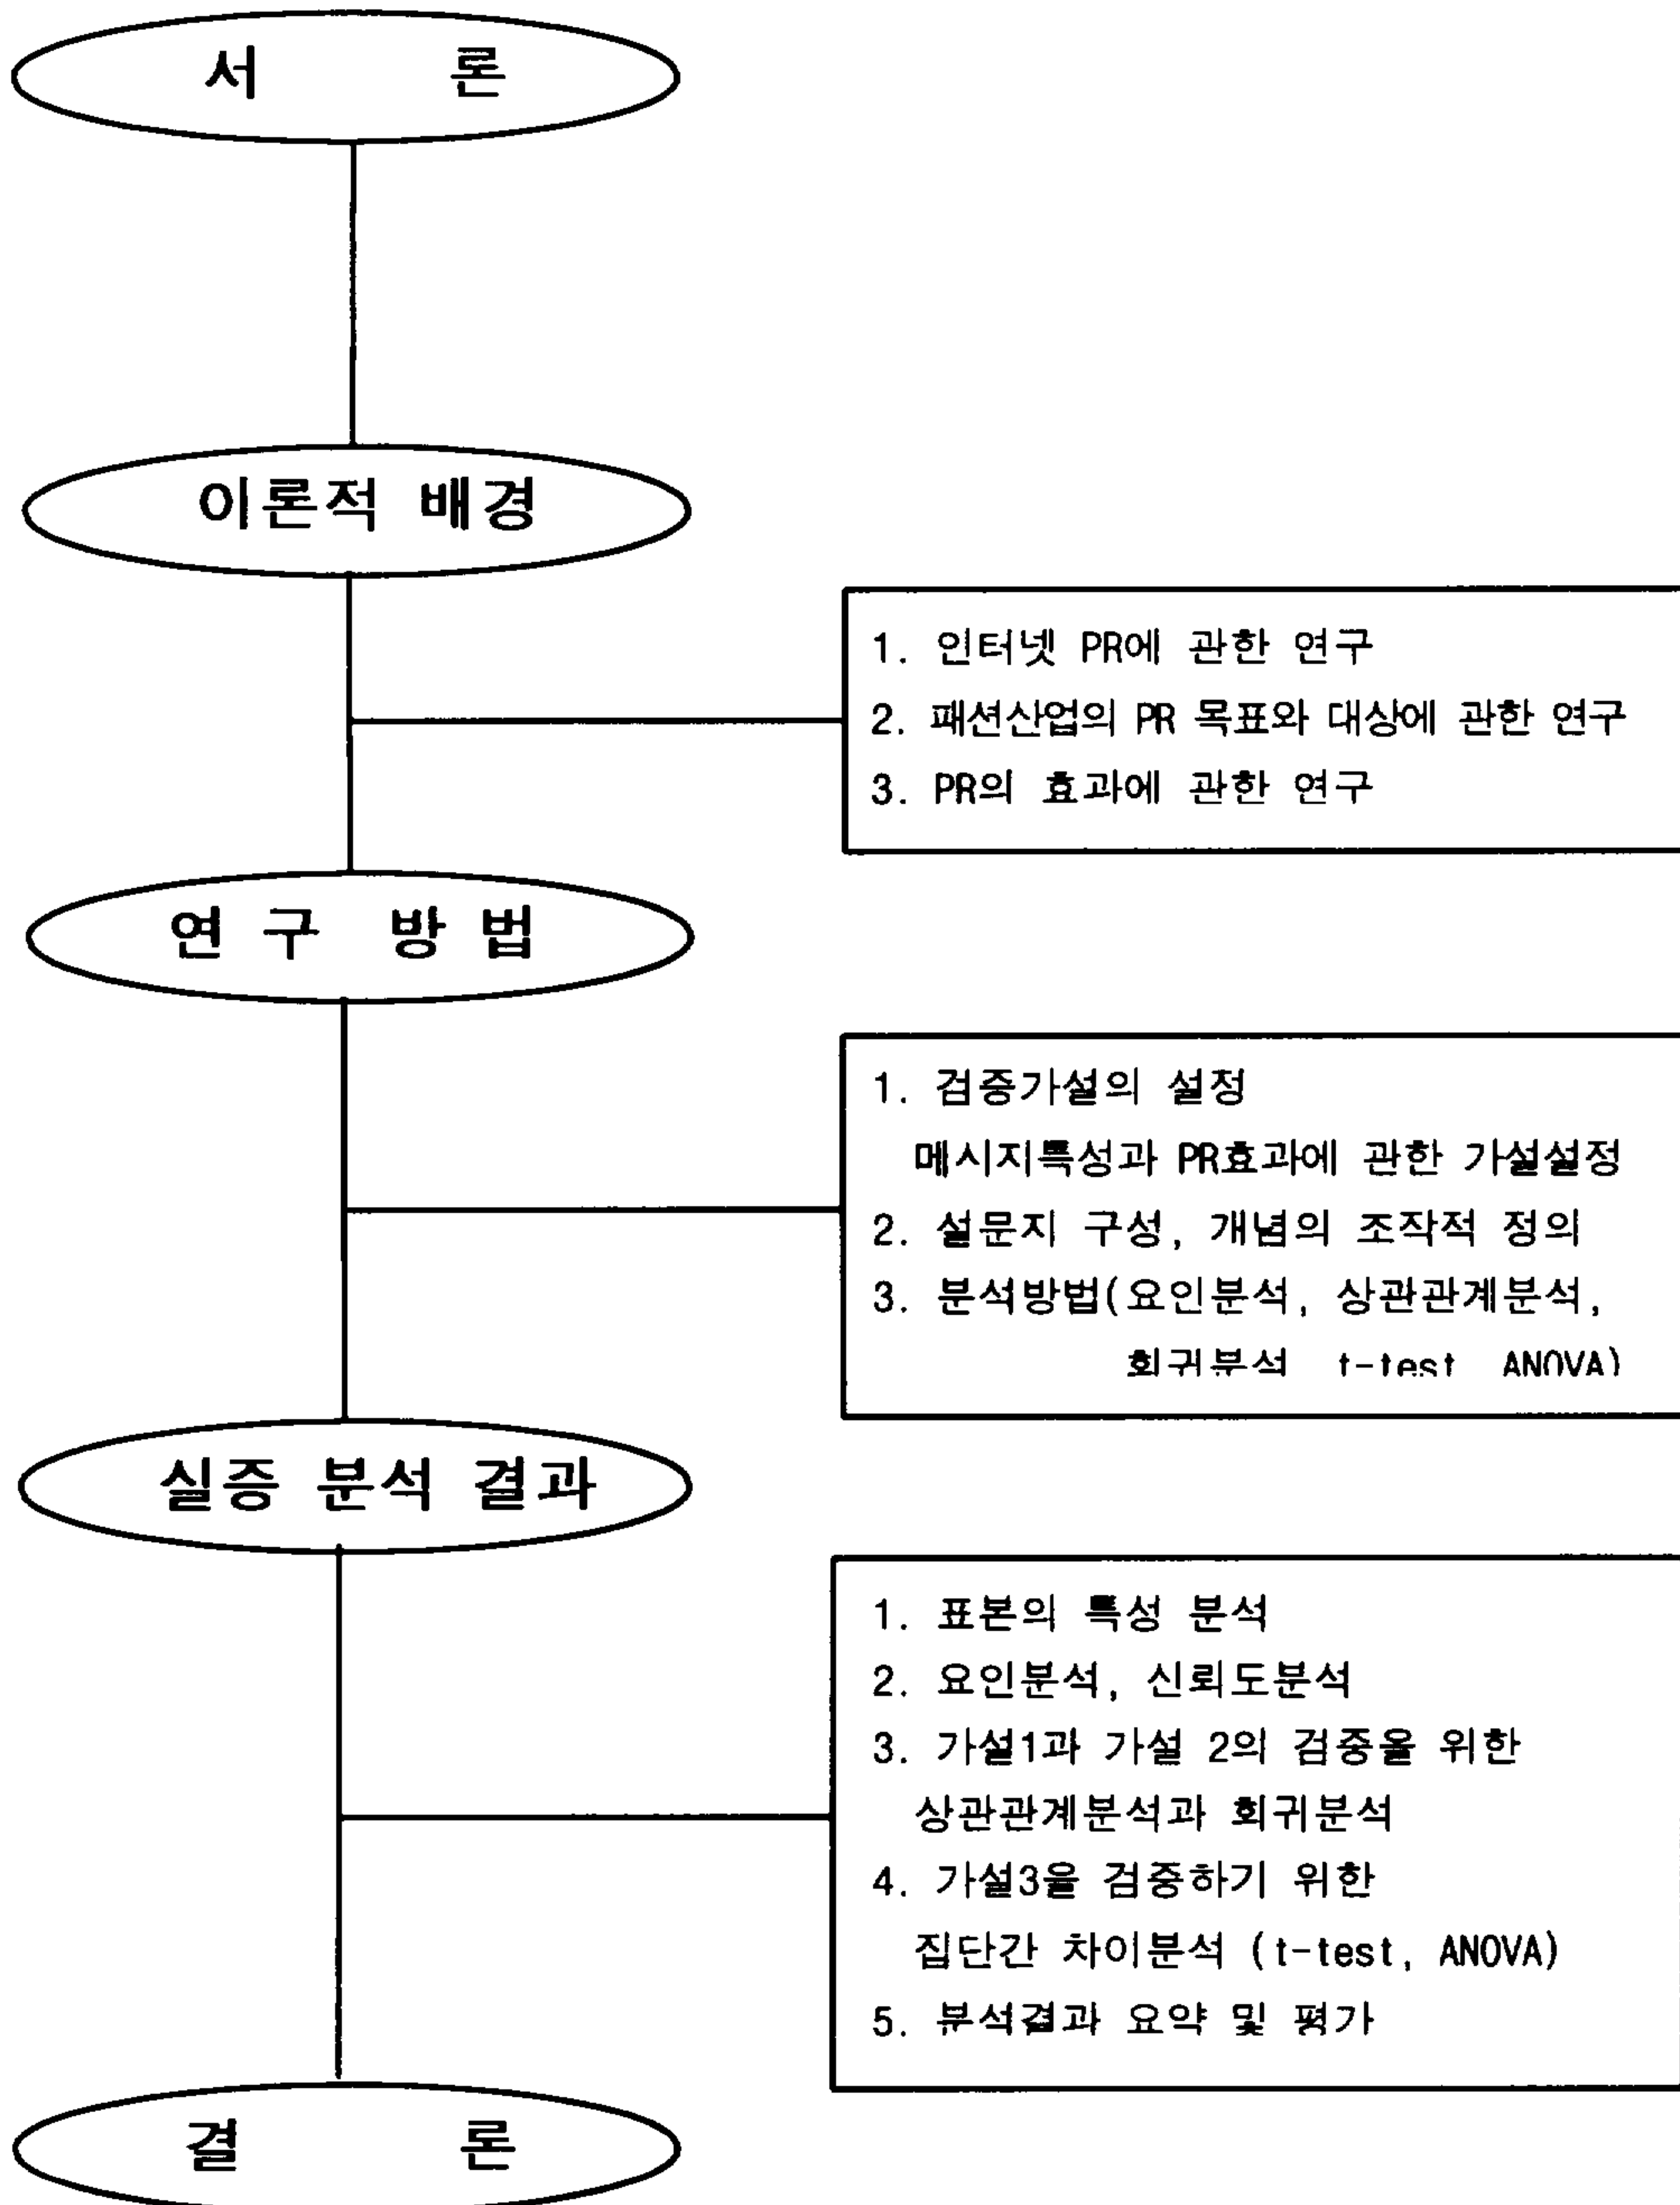 서 론
이론적 배경
1. 인터넷 PR에 관한 연구
2. 패션산업의 PR 목표와 대상에 관한 연구
3. PR의 효과에 관한 연구
연 구 방 법
1. 검증가설의 설정
메시지특성과 PR효과에 관한 가설설정
2. 설문지 구성, 개념의 조작적 정의
3. 분석방법(요인분석, 상관관계분석,
회귀분석 t-test ANOVA)
실증 분석 결과
1. 표본의 특성 분석
2. 요인분석, 신뢰도분석
3. 가설1과 가설 2의 검증을 위한
상관관계분석과 회귀분석
4. 가설3을 검증하기 위한
집단간 차이분석 (t-test, ANOVA)
5. 분석결과 요약 및 평가
결 론